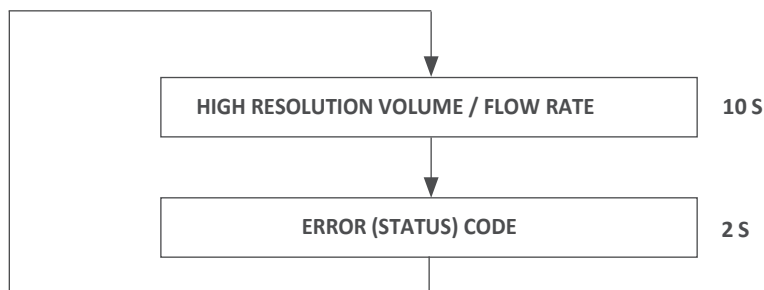 HIGH RESOLUTION VOLUME / FLOW RATE 10 S
ERROR (STATUS) CODE 2 S